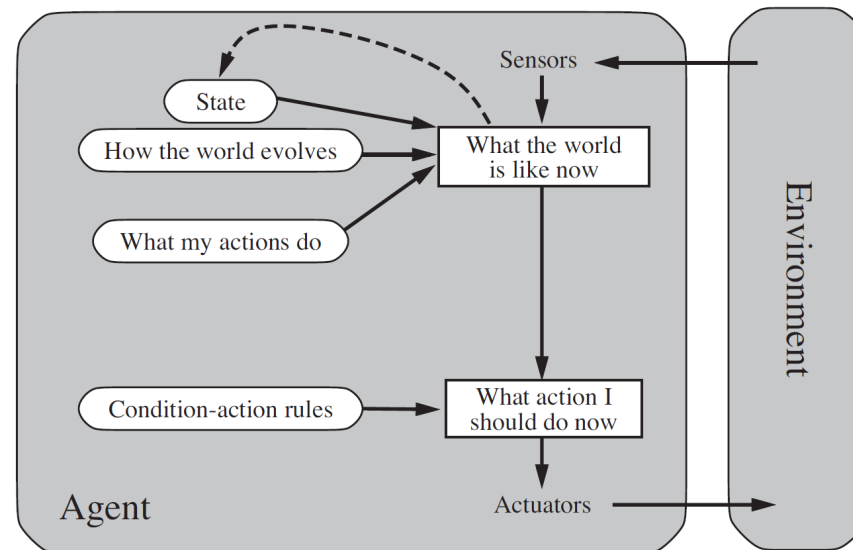 Sensors
State
How the world evolves
What the world
is like now
What my actions do
Environment
Condition-action rules
What action I
should do now
Agent
Actuators